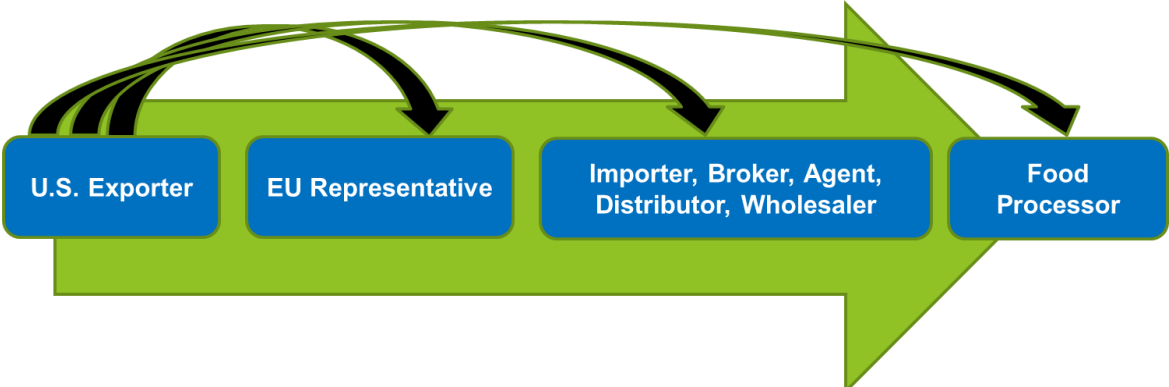 U.S. Exporter
EU Representative
Importer, Broker, Agent,
Distributor, Wholesaler
Food
Processor